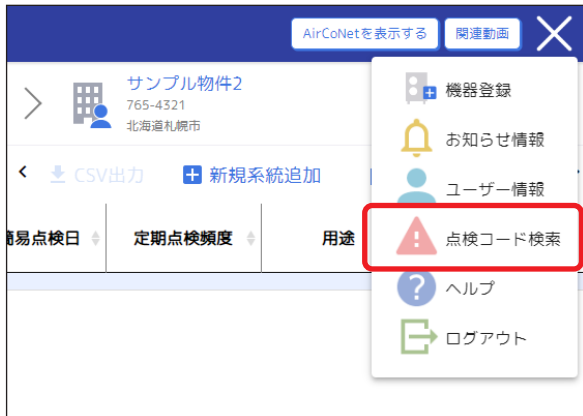 AirCoNetを表示する
関連動画
サンプル物件2
765-4321
北海道札幌市
機器登録
お知らせ情報
ユーザー情報
点検コード検索
ヘルプ
ログアウト
CSV出力
新規系統追加
易点検日
定期点検頻度
用途